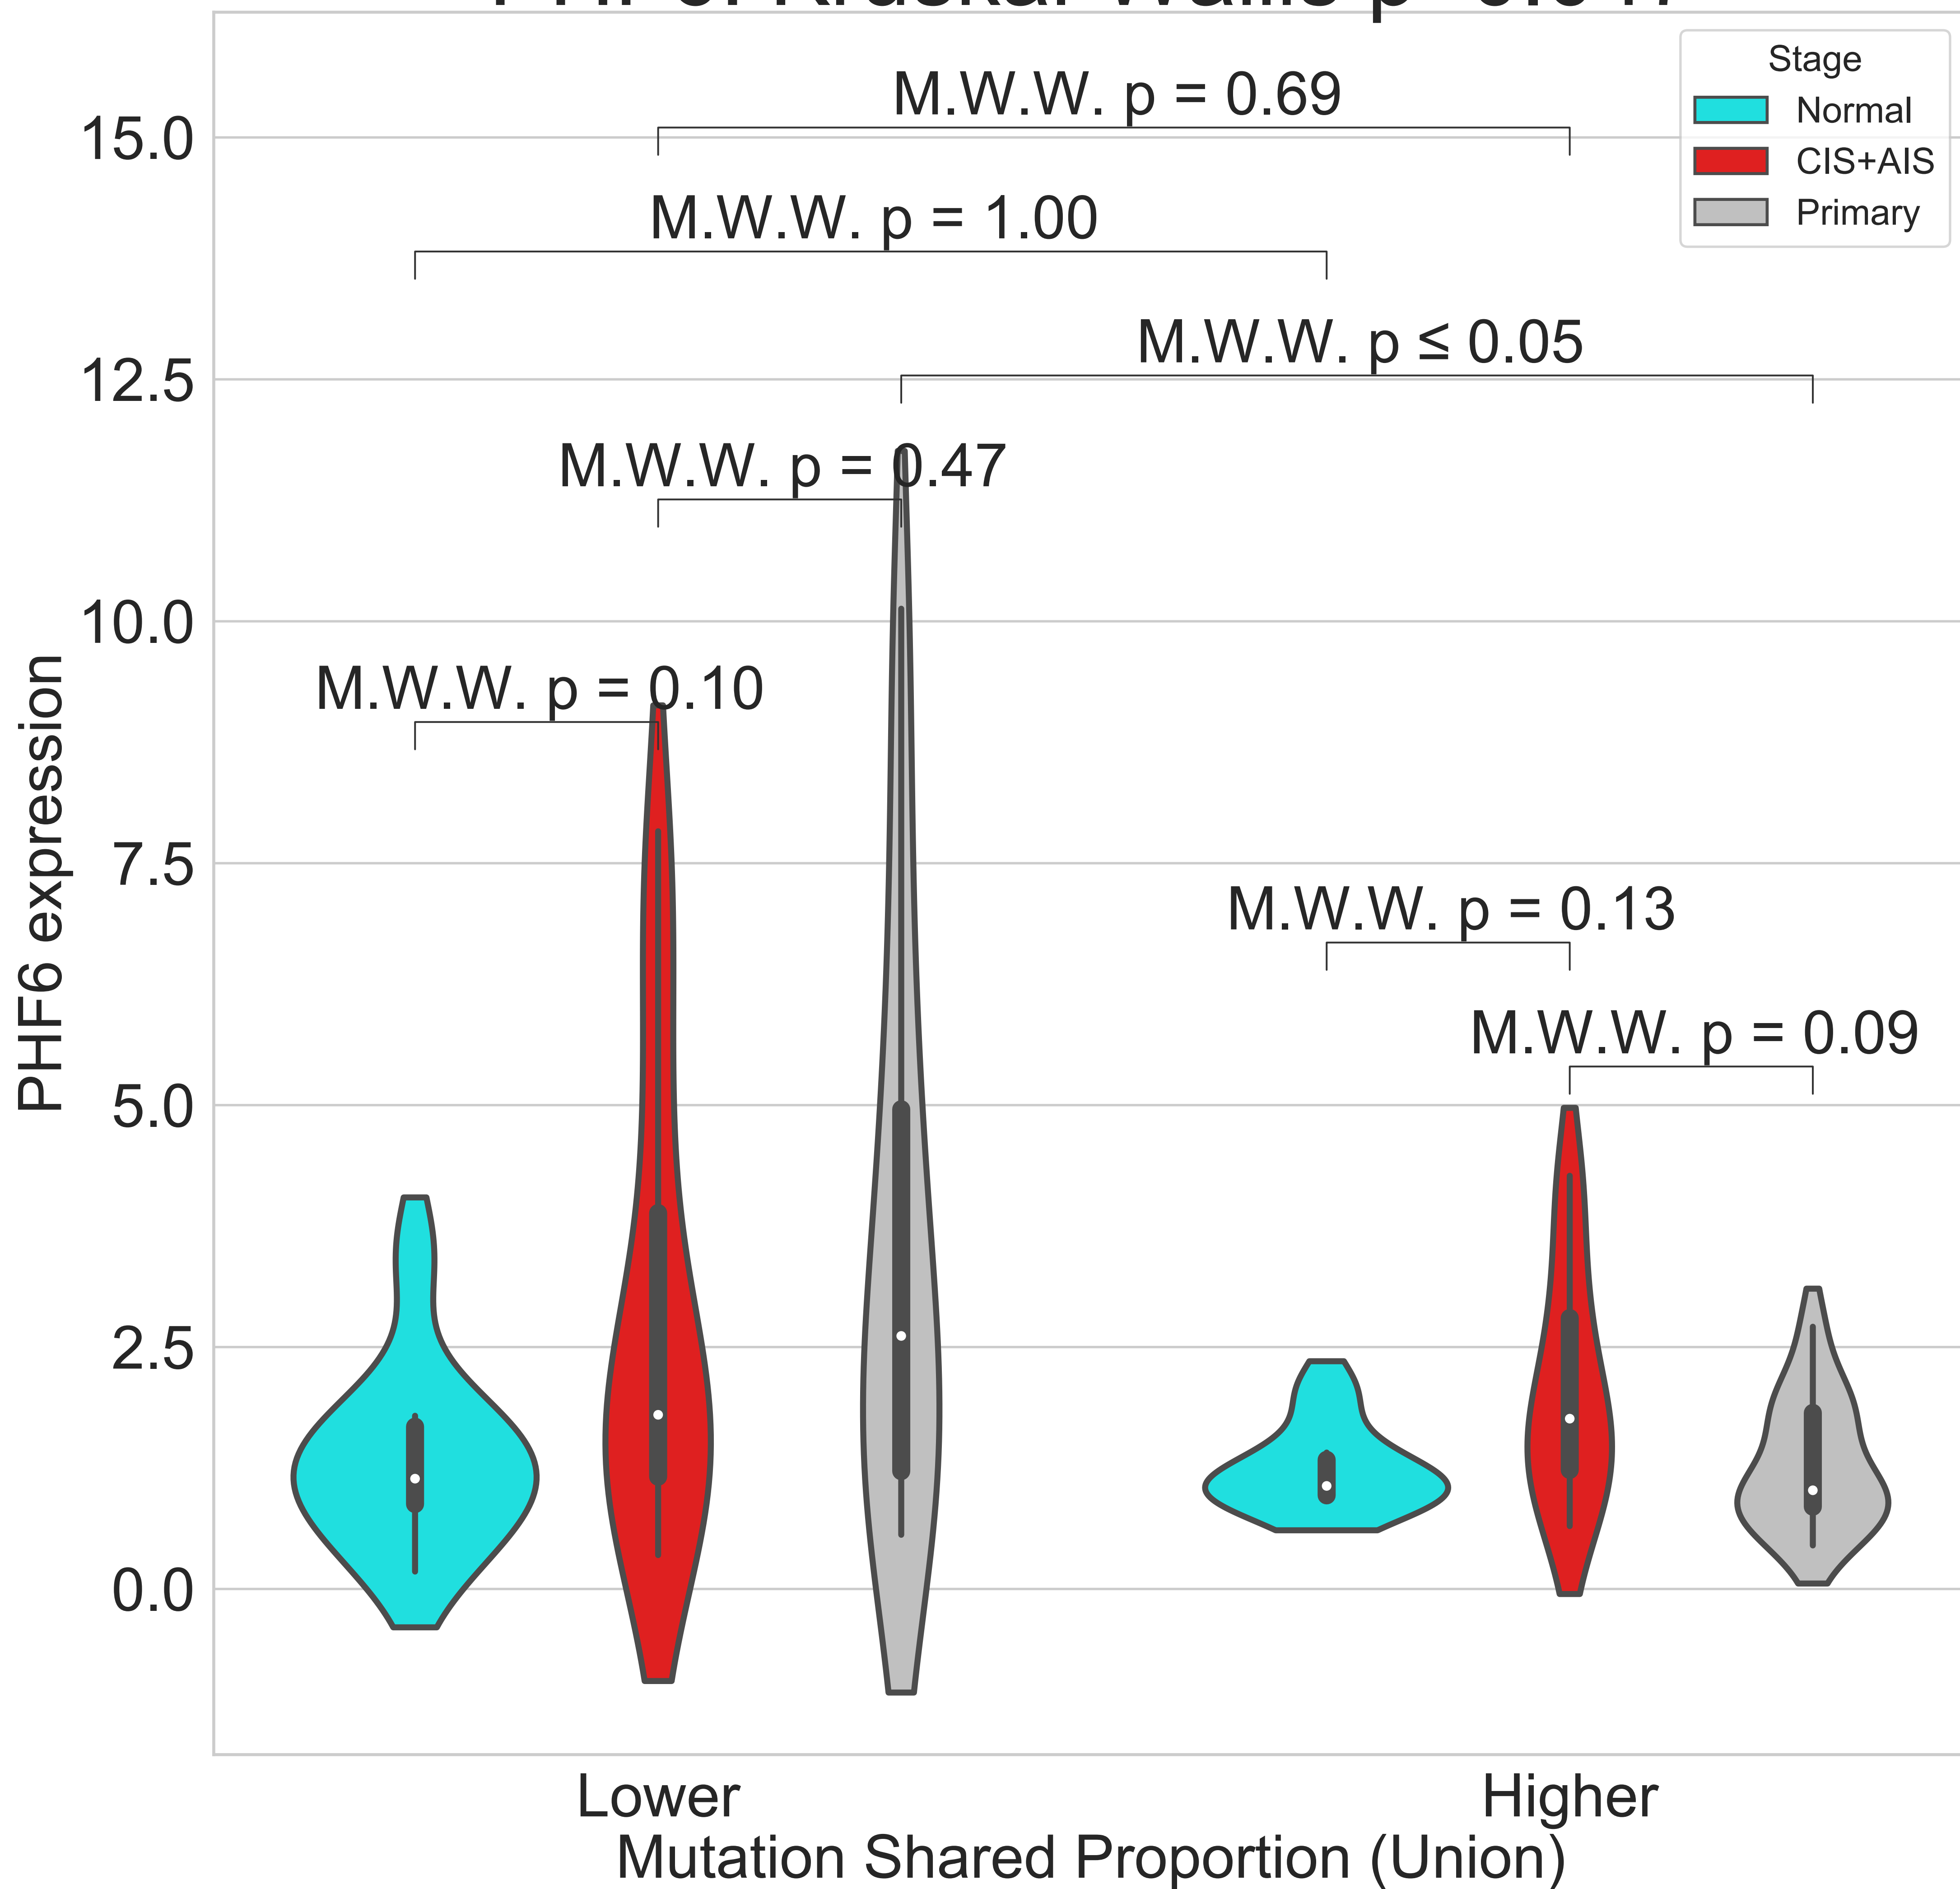 Stage
Normal
CIS+AIS
Primary
M.W.W. p = 0.69
M.W.W. p = 1.00
M.W.W. p ≤ 0.05
M.W.W. p = 0.47
M.W.W. p = 0.10
M.W.W. p = 0.13
M.W.W. p = 0.09
15.0
12.5
10.0
7.5
5.0
2.5
0.0
PHF6 expression
Lower
Higher
Mutation Shared Proportion (Union)